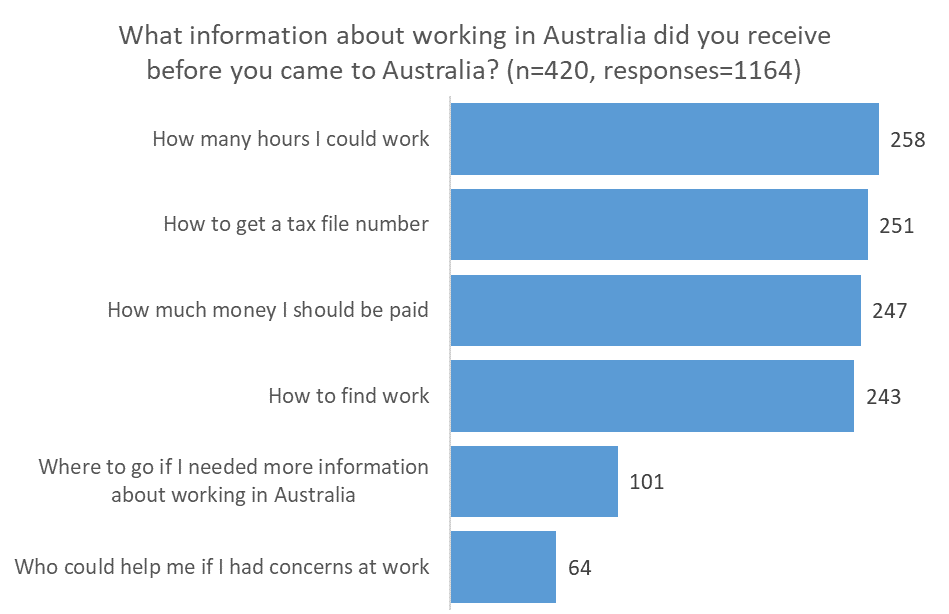 What information about working in Australia did you receive
before you came to Australia? (n=420, responses=1164)
How many hours I could work
258
How to get a tax file number
251
How much money I should be paid
247
How to find work
243
Where to go if I needed more information
about working in Australia
101
Who could help me if I had concerns at work
64